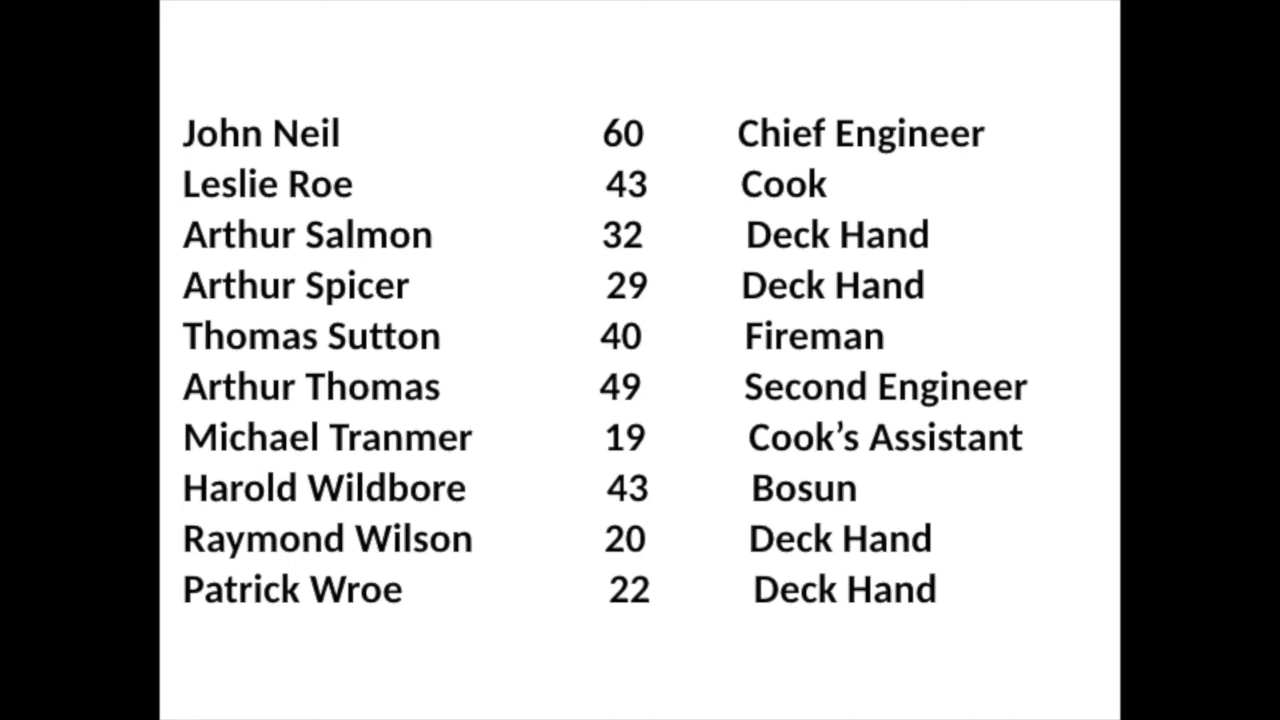 John Neil 60 Chief Engineer
Leslie Roe 43 Cook
Arthur Salmon 32 Deck Hand
Arthur Spicer 29 Deck Hand
Thomas Sutton 40 Fireman
Arthur Thomas 49 Second Engineer
Michael Tranmer 19 Cook’s Assistant
Harold Wildbore 43 Bosun
Raymond Wilson 20 Deck Hand
Patrick Wroe 22 Deck Hand